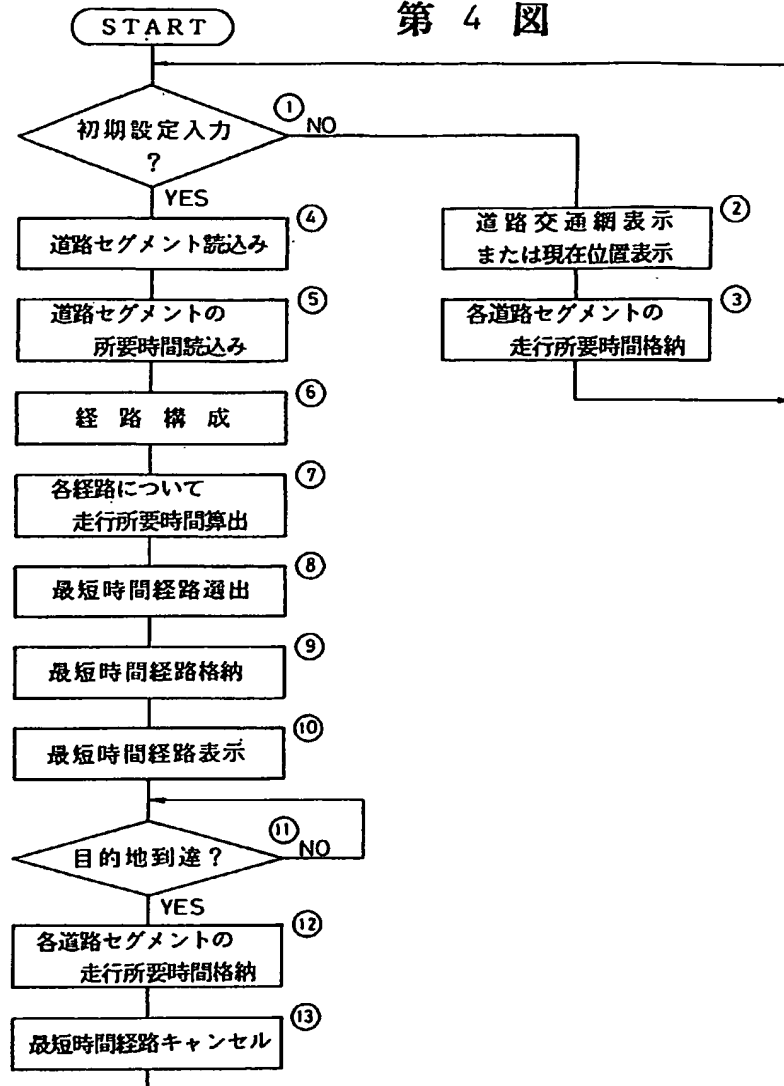 第 4 図
START
①
初期設定入力
?
NO
YES
④
道路セグメント読込み
⑤
道路セグメントの
所要時間読込み
⑥
経路構成
⑦
各経路について
走行所要時間算出
⑧
最短時間経路選出
⑨
最短時間経路格納
⑩
最短時間経路表示
⑪
目的地到達?
NO
YES
⑫
各道路セグメントの
走行所要時間格納
⑬
最短時間経路キャンセル
②
道路交通網表示
または現在位置表示
③
各道路セグメントの
走行所要時間格納